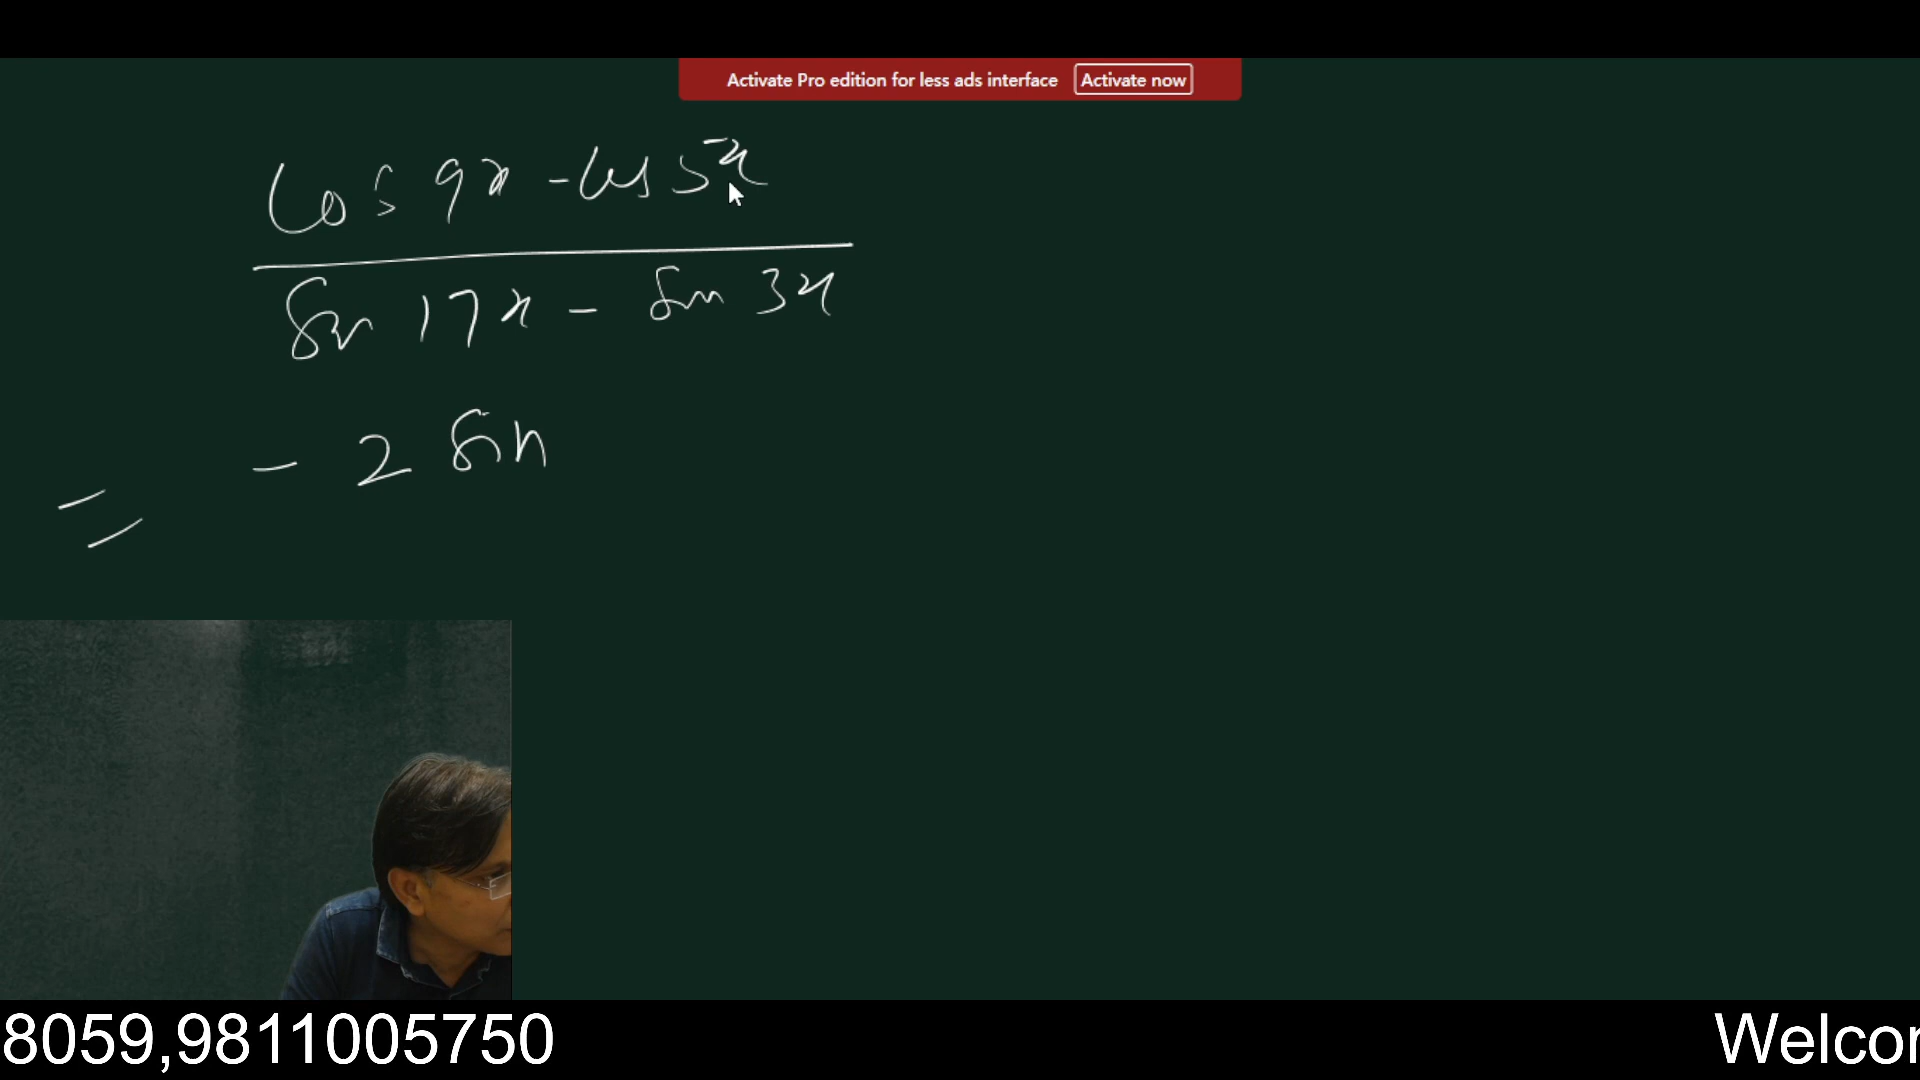 Activate Pro edition for less ads interface Activate now
Cos 9x - Cos 5x
Sin 17x - Sin 3x
= - 2 Sin
8059,9811005750
Welcor